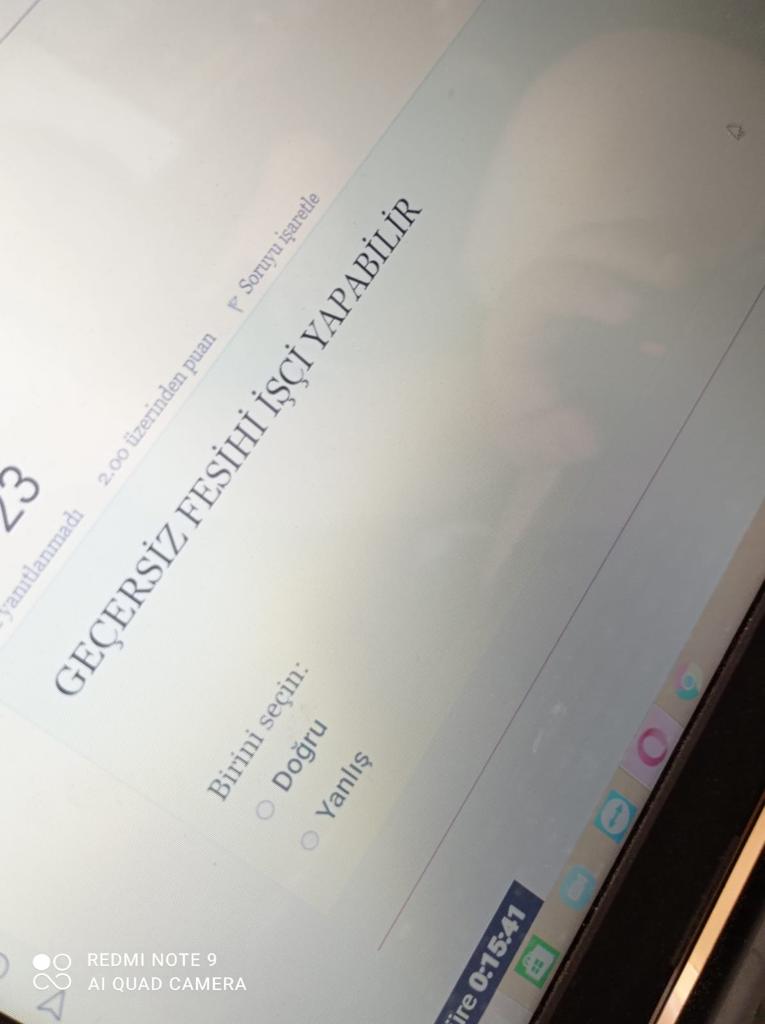 23
yanıtlanmadı
2.00 üzerinden puan
Soruyu işaretle
GEÇERSİZ FESİHİ İŞÇİ YAPABİLİR
Birini seçin:
Doğru
Yanlış
0:15:41
REDMI NOTE 9
AI QUAD CAMERA